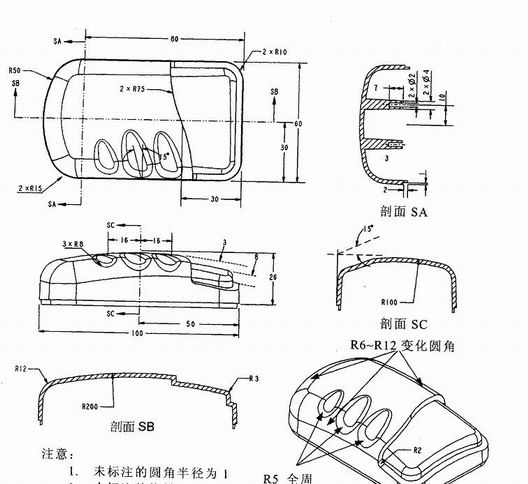 SA
80
2×R10
R50
SB
2×R75
SB
60
15°
30
2×R15
SA
30
7
2×Ø2
2×Ø4
10
3
2
剖面 SA
SC
3×R8
16
16
3
8
26
SC
50
100
15°
R100
剖面 SC
R6~R12 变化圆角
R12
R3
R200
剖面 SB
R2
注意:
1. 未标注的圆角半径为 1
R5 全周